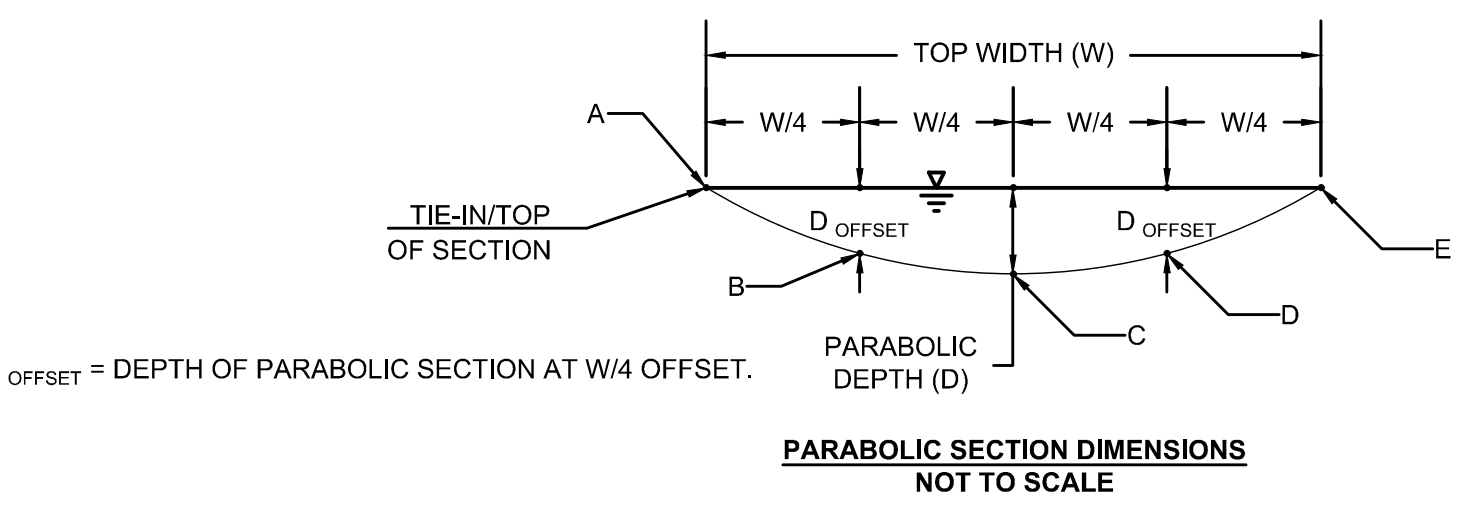 TOP WIDTH (W)
A
W/4 W/4 W/4 W/4
TIE-IN/TOP
OF SECTION
D OFFSET D OFFSET
E
B
D
C
PARABOLIC
DEPTH (D)
OFFSET = DEPTH OF PARABOLIC SECTION AT W/4 OFFSET.
PARABOLIC SECTION DIMENSIONS
NOT TO SCALE